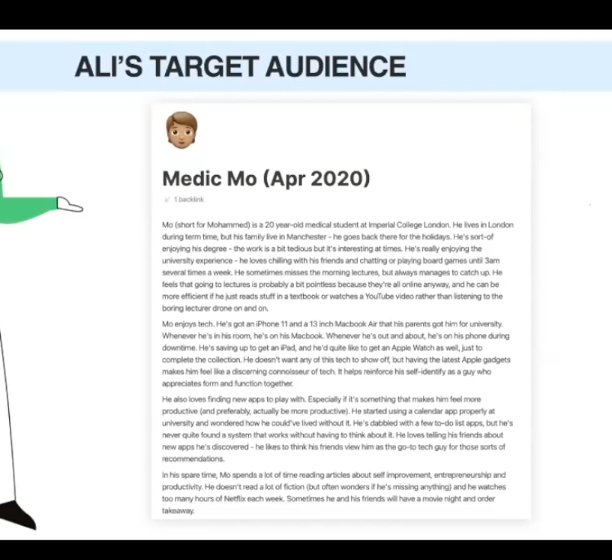 ALI'S TARGET AUDIENCE
Medic Mo (Apr 2020)
1 backlink
Mo (short for Mohammed) is a 20 year-old medical student at Imperial College London. He lives in London
during term time, but his family live in Manchester - he goes back there for the holidays. He's sort-of
enjoying his degree - the work is a bit tedious but it's interesting at times. He's really enjoying the
university experience - he loves chilling with his friends and chatting or playing board games until 3am
several times a week. He sometimes misses the morning lectures, but always manages to catch up. He
feels that going to lectures is probably a bit pointless because they're all online anyway, and he can be
more efficient if he just reads stuff in a textbook or watches a YouTube video rather than listening to the
boring lecturer drone on and on.
Mo enjoys tech. He's got an iPhone 11 and a 13 inch Macbook Air that his parents got him for university.
Whenever he's in his room, he's on his Macbook. Whenever he's out and about, he's on his phone during
downtime. He's saving up to get an iPad, and he'd quite like to get an Apple Watch as well, just to
complete the collection. He doesn't want any of this tech to show off, but having the latest Apple gadgets
makes him feel like a discerning connoisseur of tech. It helps reinforce his self-identify as a guy who
appreciates form and function together.
He also loves finding new apps to play with. Especially if it's something that makes him feel more
productive (and preferably, actually be more productive). He started using a calendar app properly at
university and wondered how he could've lived without it. He's dabbled with a few to-do list apps, but he's
never quite found a system that works without having to think about it. He loves telling his friends about
new apps he's discovered - he likes to think his friends view him as the go-to tech guy for those sorts of
recommendations.
In his spare time, Mo spends a lot of time reading articles about self improvement, entrepreneurship and
productivity. He doesn't read a lot of fiction (but often wonders if he's missing anything) and he watches
too many hours of Netflix each week. Sometimes he and his friends will have a movie night and order
takeaway.